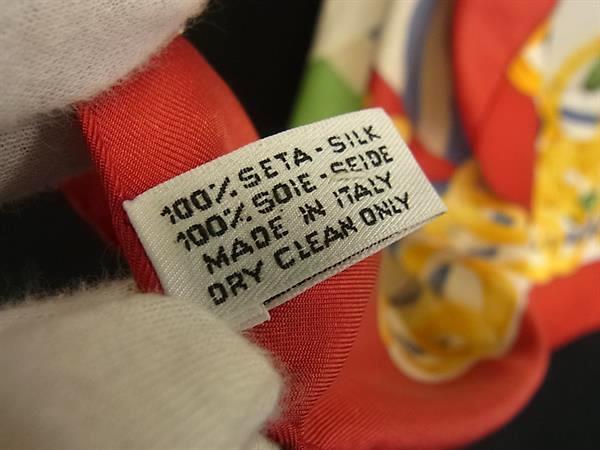 100% SETA - SILK
100% SOIE - SEIDE
MADE IN ITALY
DRY CLEAN ONLY